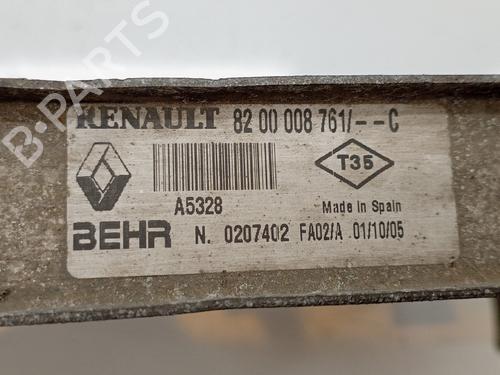 B-PARTS
RENAULT 82 00 008 761/--C
A5328
T35
Made in Spain
BEHR N. 0207402 FA02/A 01/10/05